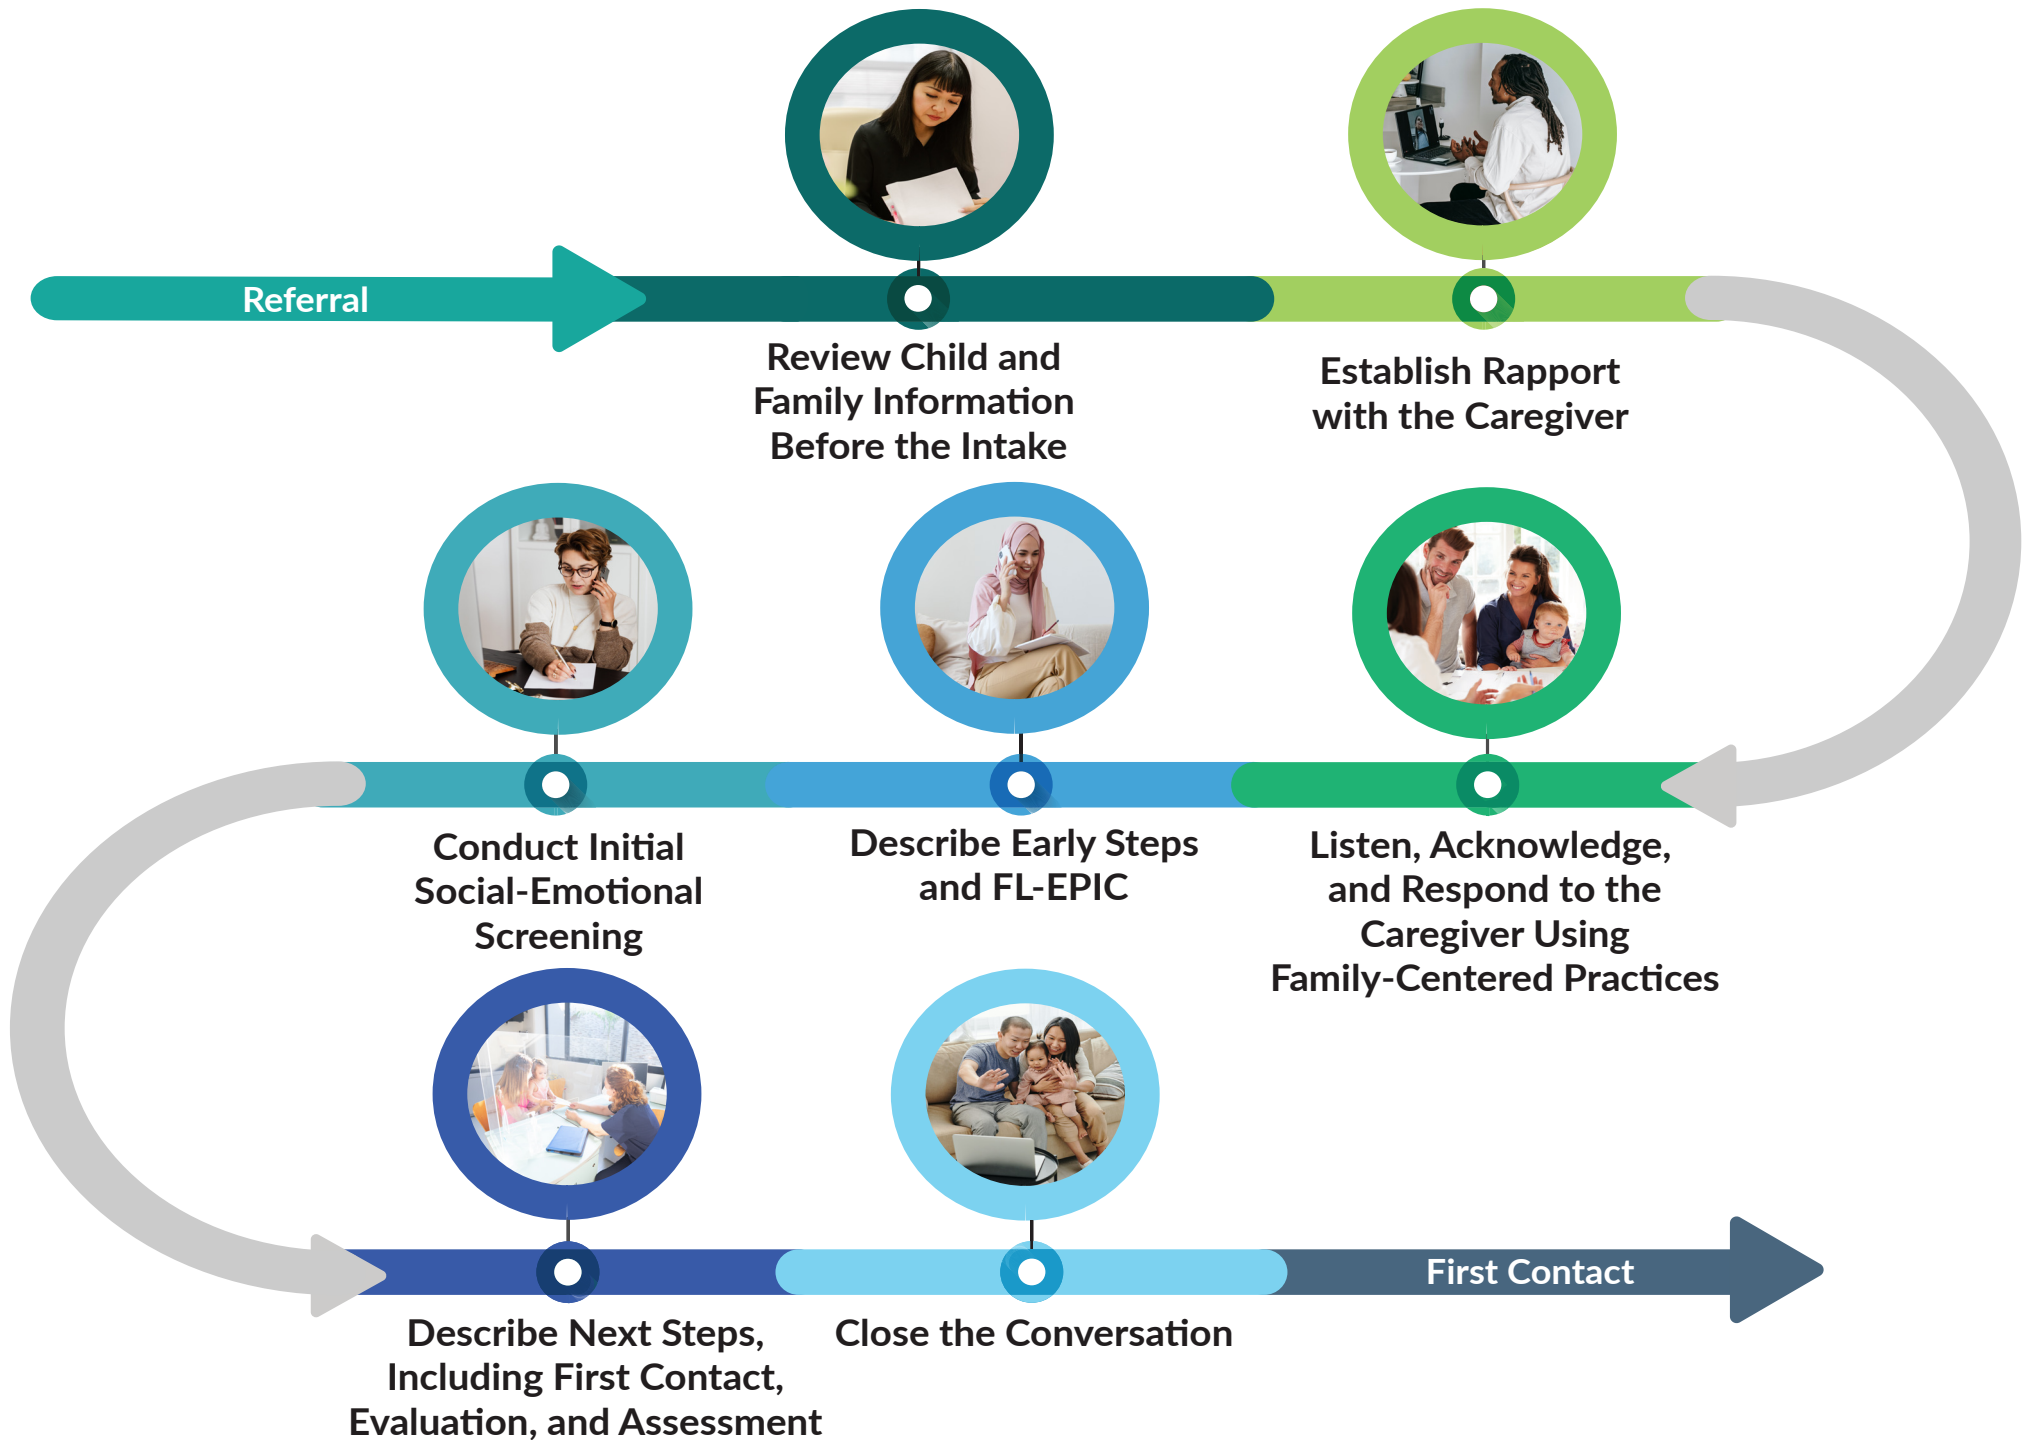 Referral
Review Child and
Family Information
Before the Intake
Establish Rapport
with the Caregiver
Listen, Acknowledge,
and Respond to the
Caregiver Using
Family-Centered Practices
Describe Early Steps
and FL-EPIC
Conduct Initial
Social-Emotional
Screening
Describe Next Steps,
Including First Contact,
Evaluation, and Assessment
Close the Conversation
First Contact